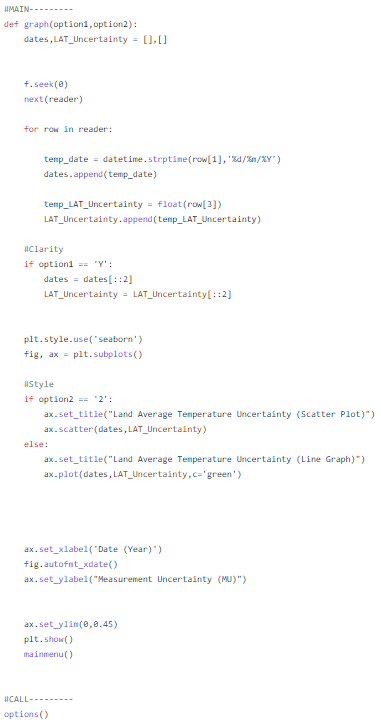 #MAIN---------
def graph(option1,option2):
    dates,LAT_Uncertainty = [],[]
    f.seek(0)
    next(reader)
    for row in reader:
        temp_date = datetime.strptime(row[1],'%d/%m/%Y')
        dates.append(temp_date)
        temp_LAT_Uncertainty = float(row[3])
        LAT_Uncertainty.append(temp_LAT_Uncertainty)
    #Clarity
    if option1 == 'Y':
        dates = dates[::2]
        LAT_Uncertainty = LAT_Uncertainty[::2]
    plt.style.use('seaborn')
    fig, ax = plt.subplots()
    #Style
    if option2 == '2':
        ax.set_title("Land Average Temperature Uncertainty (Scatter Plot)")
        ax.scatter(dates,LAT_Uncertainty)
    else:
        ax.set_title("Land Average Temperature Uncertainty (Line Graph)")
        ax.plot(dates,LAT_Uncertainty,c='green')
    ax.set_xlabel('Date (Year)')
    fig.autofmt_xdate()
    ax.set_ylabel("Measurement Uncertainty (MU)")
    ax.set_ylim(0,0.45)
    plt.show()
    mainmenu()
#CALL---------
options()